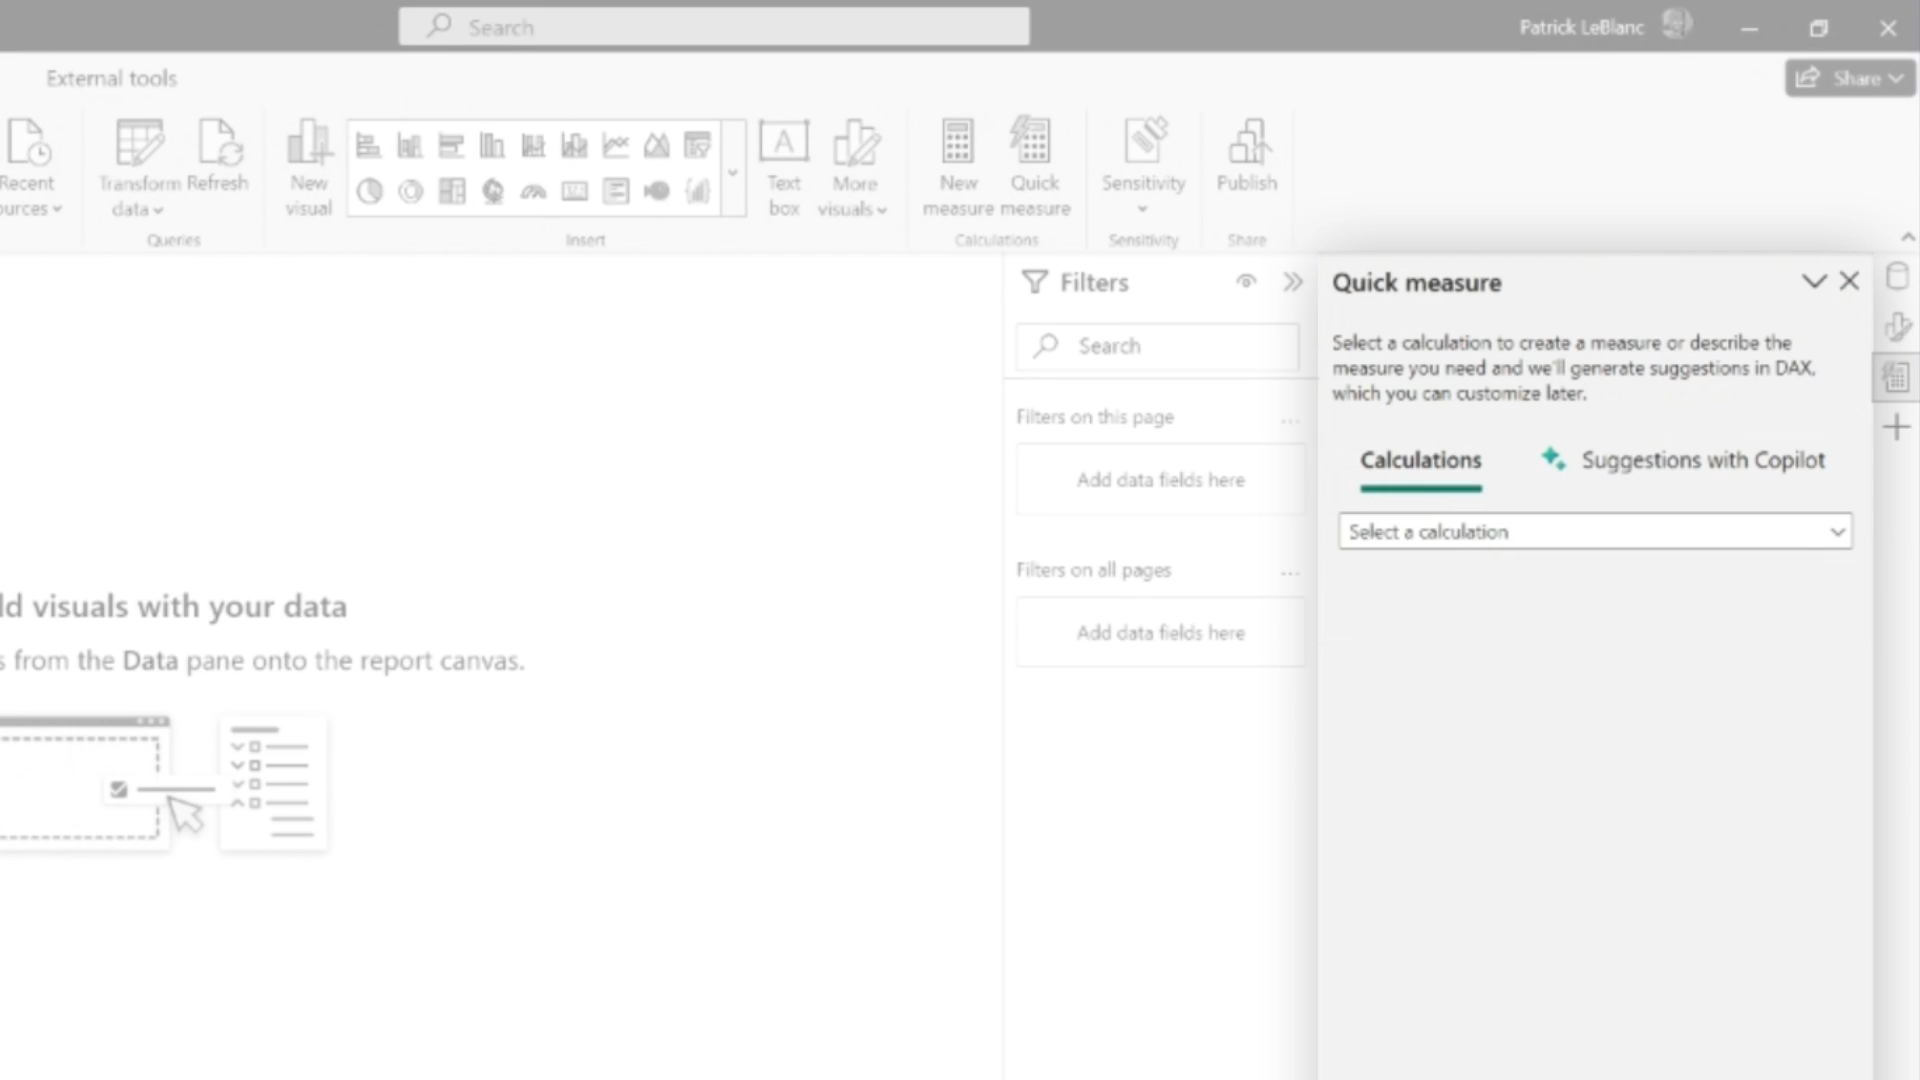 Search
Patrick LeBlanc
External tools
Share
Recent
ources
Transform
data
Refresh
Queries
New
visual
Insert
A
Text
box
More
visuals
New
measure
Quick
measure
Calculations
Sensitivity
Sensitivity
Publish
Share
Filters
Search
Filters on this page
...
Add data fields here
Filters on all pages
...
Add data fields here
Quick measure
Select a calculation to create a measure or describe the
measure you need and we'll generate suggestions in DAX,
which you can customize later.
Calculations
Suggestions with Copilot
Select a calculation
ld visuals with your data
s from the Data pane onto the report canvas.